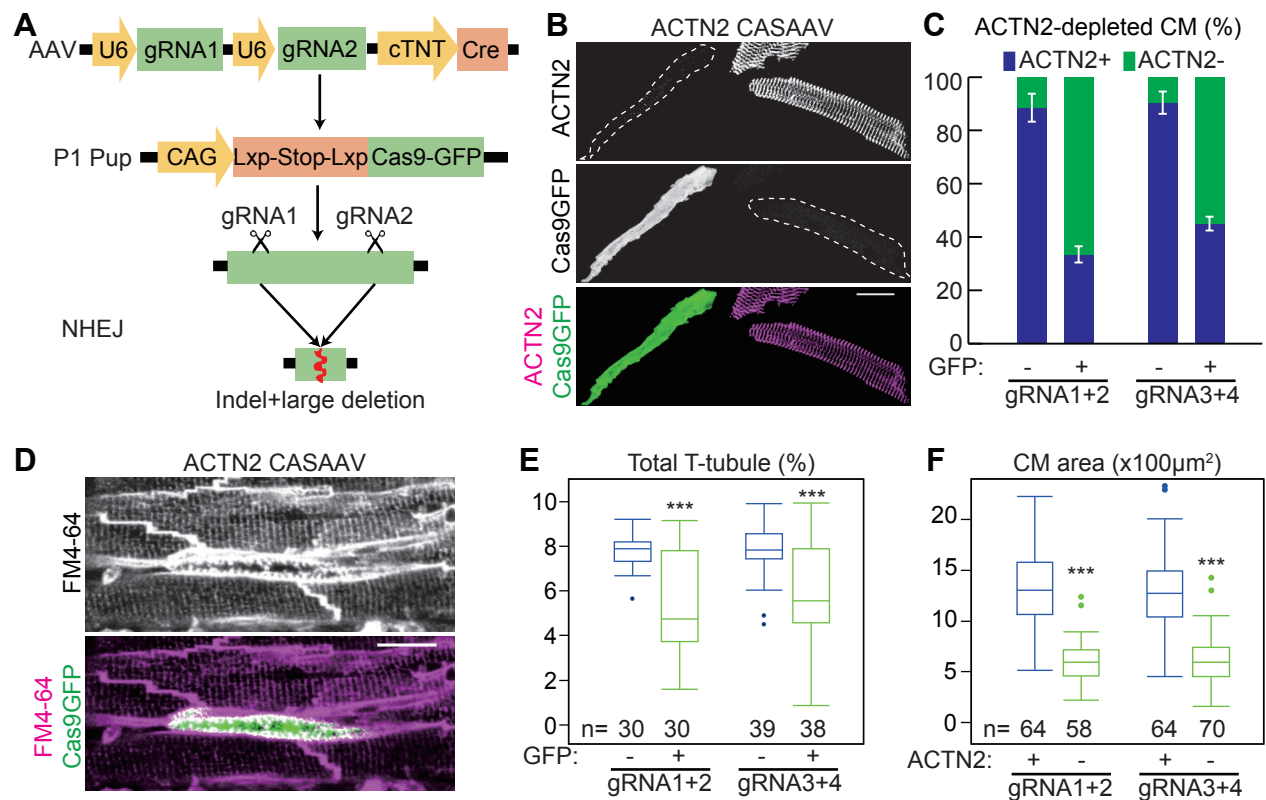 A
AAV U6 gRNA1 U6 gRNA2 cTNT Cre
P1 Pup CAG Lxp-Stop-Lxp Cas9-GFP
gRNA1 gRNA2
NHEJ
Indel+large deletion
B
ACTN2 CASAAV
ACTN2
Cas9GFP
ACTN2
Cas9GFP
C
ACTN2-depleted CM (%)
ACTN2+ ACTN2-
100
80
60
40
20
0
GFP: - + - +
gRNA1+2 gRNA3+4
D
ACTN2 CASAAV
FM4-64
FM4-64
Cas9GFP
E
Total T-tubule (%)
10
8
6
4
2
0
*** ***
n= 30 30 39 38
GFP: - + - +
gRNA1+2 gRNA3+4
F
CM area (x100µm²)
20
15
10
5
0
*** ***
n= 64 58 64 70
ACTN2: + - + -
gRNA1+2 gRNA3+4